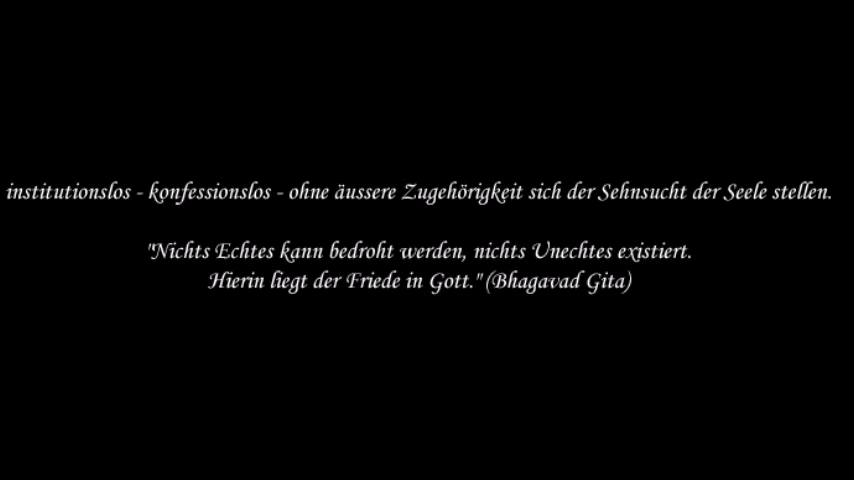 institutionslos - konfessionslos - ohne äussere Zugehörigkeit sich der Sehnsucht der Seele stellen.
"Nichts Echtes kann bedroht werden, nichts Unechtes existiert.
Hierin liegt der Friede in Gott." (Bhagavad Gita)